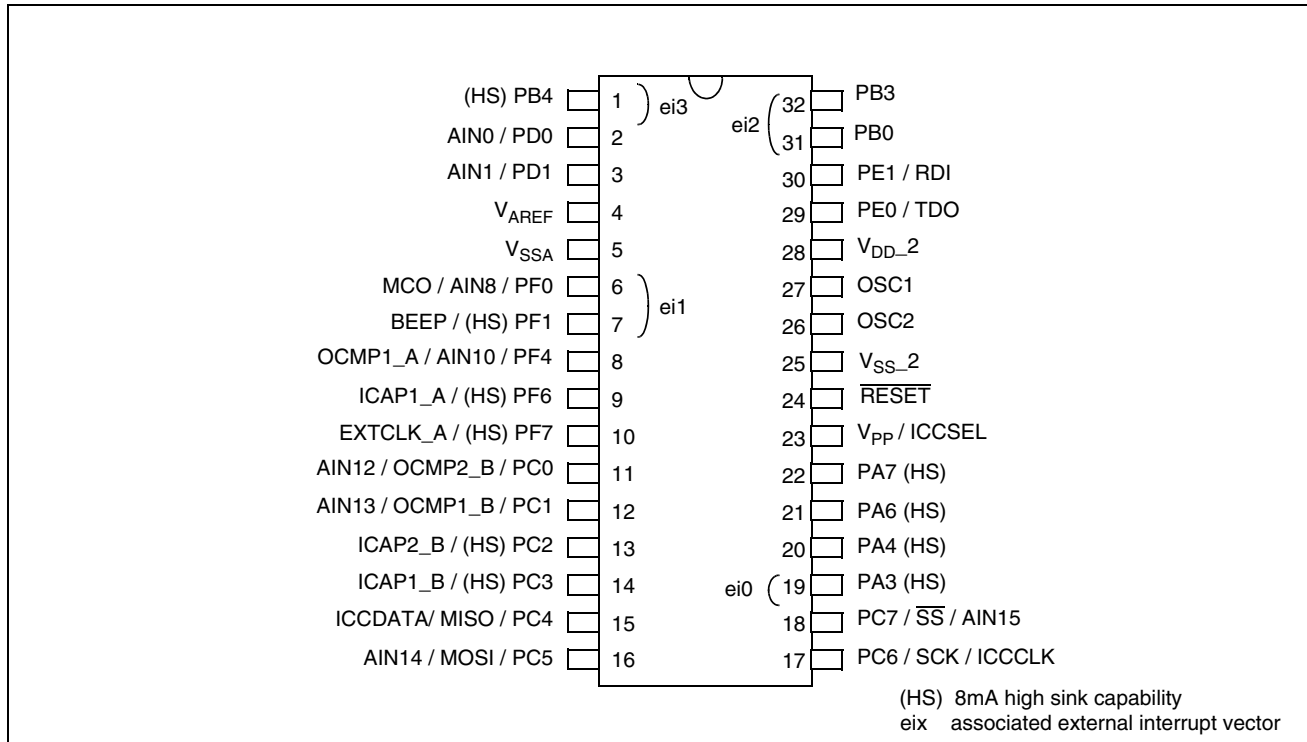 (HS) PB4 1 ei3 ei2 32 PB3
AIN0 / PD0 2 31 PB0
AIN1 / PD1 3 30 PE1 / RDI
VAREF 4 29 PE0 / TDO
VSSA 5 28 VDD_2
MCO / AIN8 / PF0 6 27 OSC1
BEEP / (HS) PF1 7 ei1 26 OSC2
OCMP1_A / AIN10 / PF4 8 25 VSS_2
ICAP1_A / (HS) PF6 9 24 RESET
EXTCLK_A / (HS) PF7 10 23 VPP / ICCSEL
AIN12 / OCMP2_B / PC0 11 22 PA7 (HS)
AIN13 / OCMP1_B / PC1 12 21 PA6 (HS)
ICAP2_B / (HS) PC2 13 20 PA4 (HS)
ICAP1_B / (HS) PC3 14 ei0 19 PA3 (HS)
ICCDATA/ MISO / PC4 15 18 PC7 / SS / AIN15
AIN14 / MOSI / PC5 16 17 PC6 / SCK / ICCCLK
(HS) 8mA high sink capability
eix associated external interrupt vector